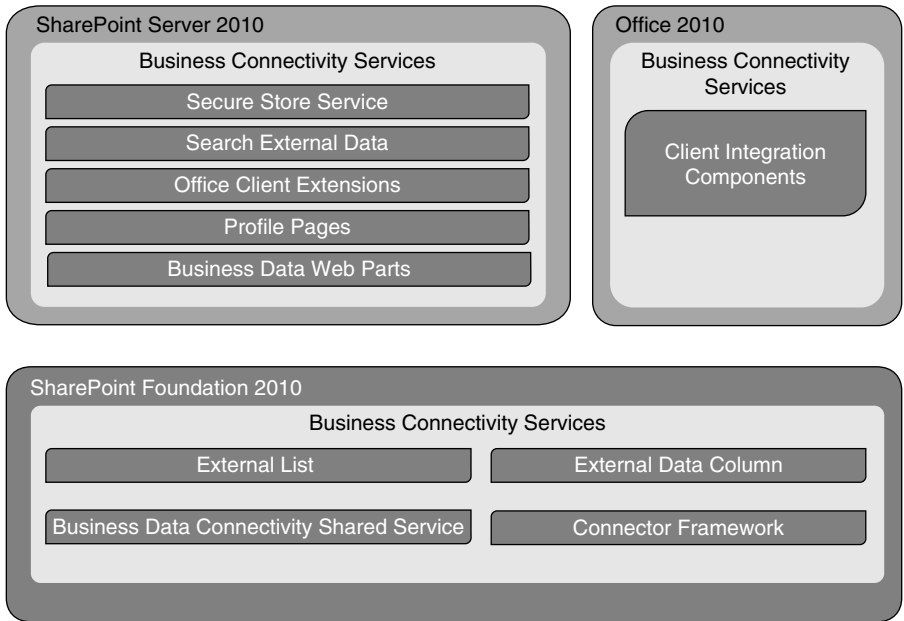 SharePoint Server 2010
Business Connectivity Services
Secure Store Service
Search External Data
Office Client Extensions
Profile Pages
Business Data Web Parts
Office 2010
Business Connectivity
Services
Client Integration
Components
SharePoint Foundation 2010
Business Connectivity Services
External List
External Data Column
Business Data Connectivity Shared Service
Connector Framework